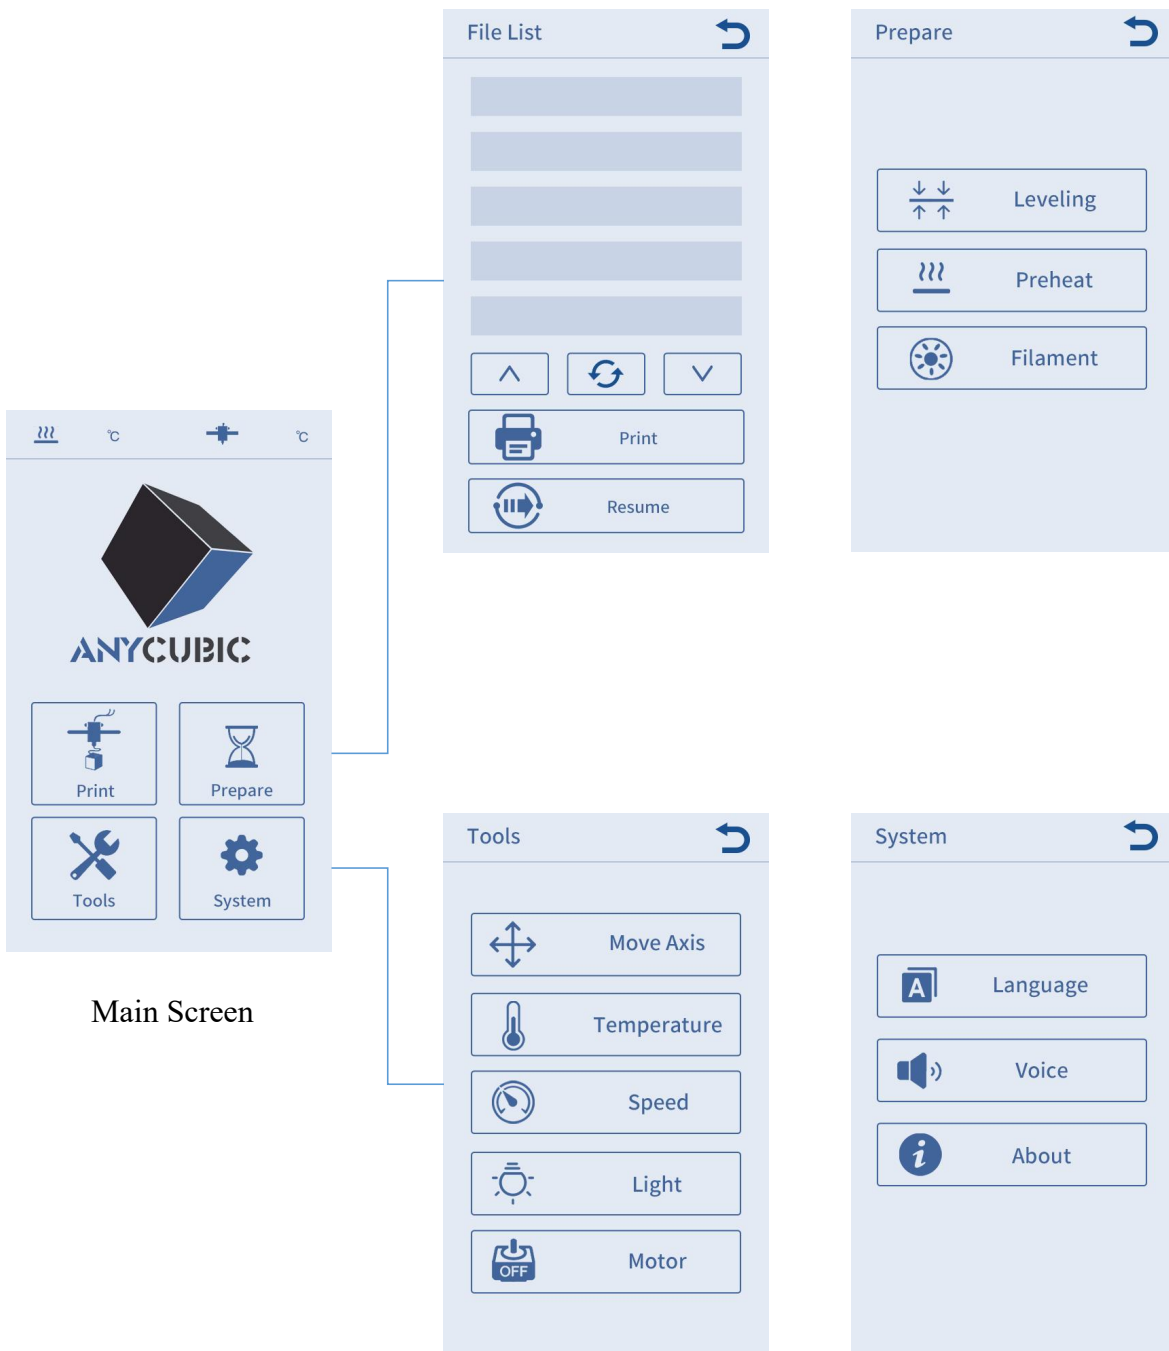 File List
Print
Resume
Prepare
Leveling
Preheat
Filament
℃
℃
ANYCUBIC
Print
Prepare
Tools
System
Main Screen
Tools
Move Axis
Temperature
Speed
Light
OFF
Motor
System
A
Language
Voice
i
About